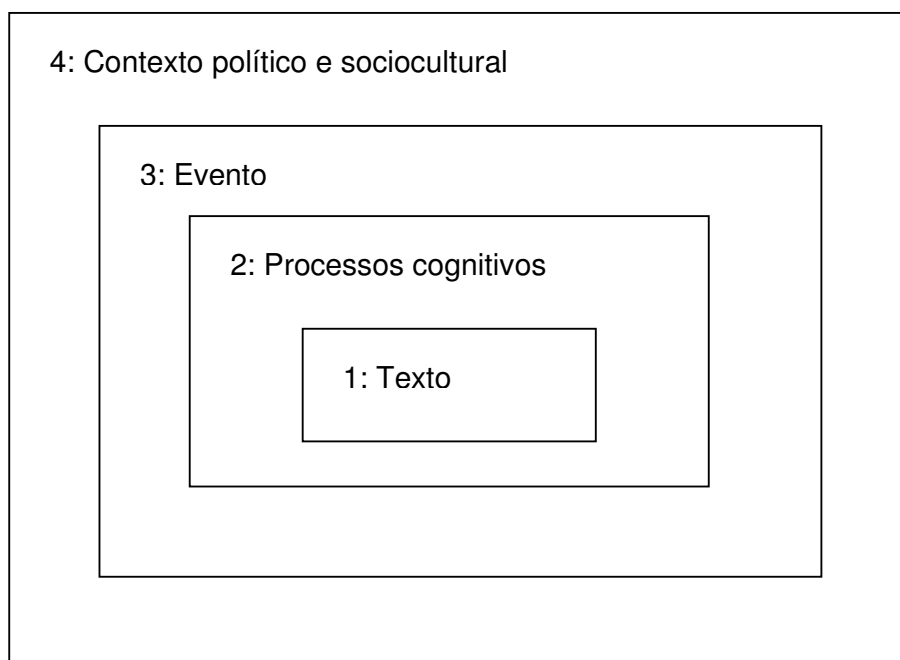 4: Contexto político e sociocultural
3: Evento
2: Processos cognitivos
1: Texto